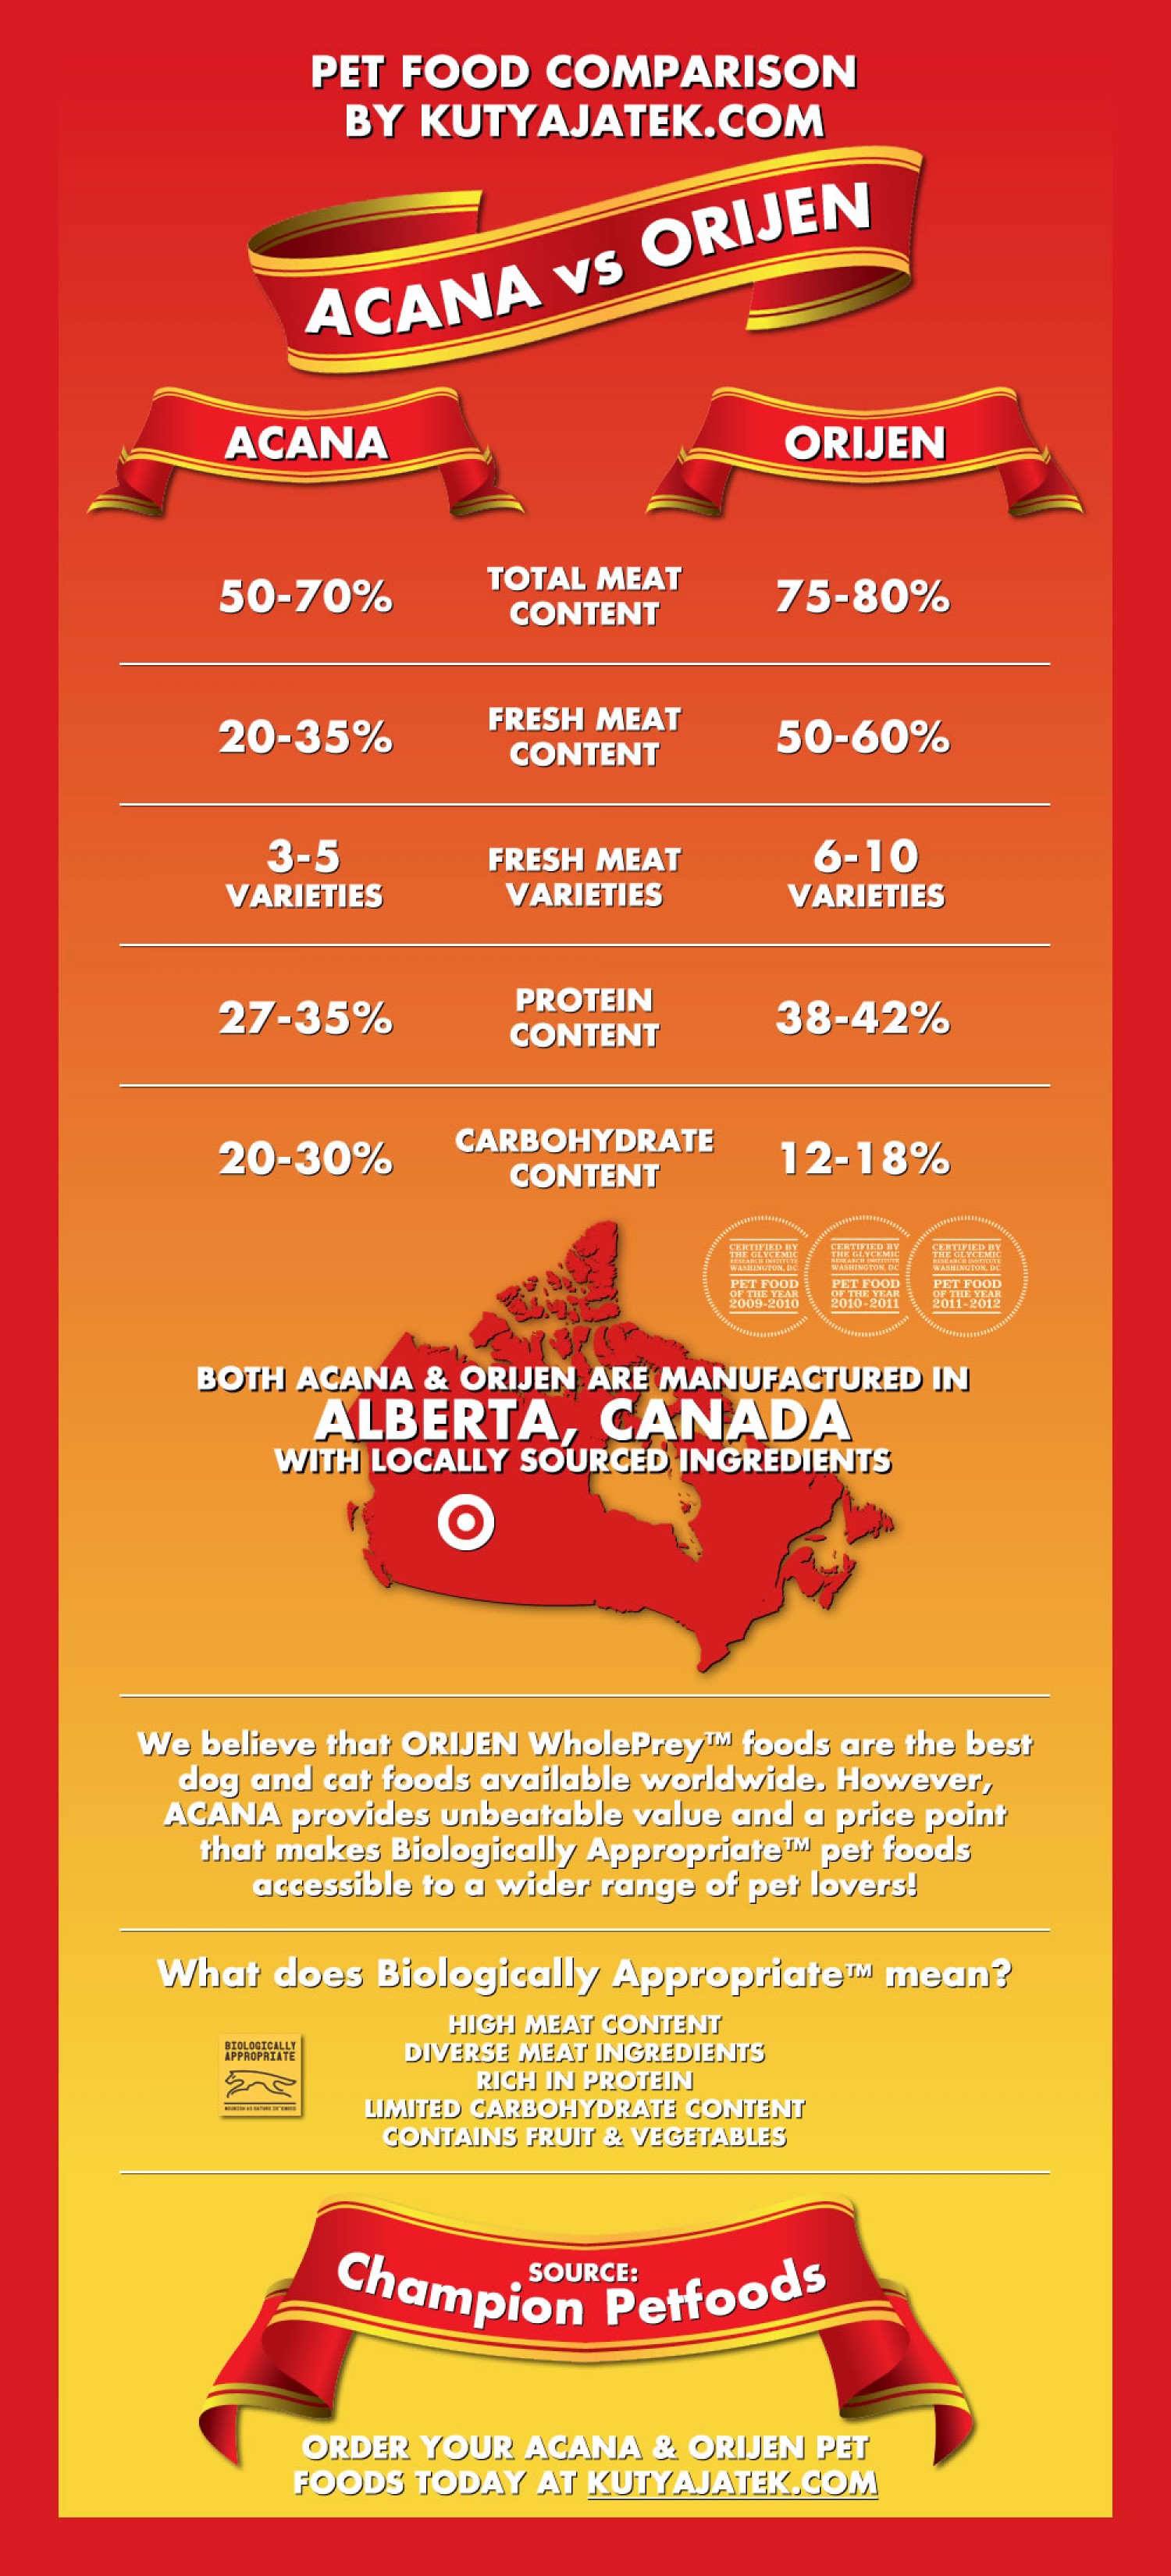 PET FOOD COMPARISON
BY KUTYAJATEK.COM
ACANA vs ORIJEN
ACANA
ORIJEN
50-70%
TOTAL MEAT
CONTENT
75-80%
20-35%
FRESH MEAT
CONTENT
50-60%
3-5
VARIETIES
FRESH MEAT
VARIETIES
6-10
VARIETIES
27-35%
PROTEIN
CONTENT
38-42%
20-30%
CARBOHYDRATE
CONTENT
12-18%
CERTIFIED BY
THE GLYCEMIC
RESEARCH INSTITUTE
WASHINGTON, DC
PET FOOD
OF THE YEAR
2009-2010
CERTIFIED BY
THE GLYCEMIC
RESEARCH INSTITUTE
WASHINGTON, DC
PET FOOD
OF THE YEAR
2010-2011
CERTIFIED BY
THE GLYCEMIC
RESEARCH INSTITUTE
WASHINGTON, DC
PET FOOD
OF THE YEAR
2011-2012
BOTH ACANA & ORIJEN ARE MANUFACTURED IN
ALBERTA, CANADA
WITH LOCALLY SOURCED INGREDIENTS
We believe that ORIJEN WholePrey™ foods are the best
dog and cat foods available worldwide. However,
ACANA provides unbeatable value and a price point
that makes Biologically Appropriate™ pet foods
accessible to a wider range of pet lovers!
What does Biologically Appropriate™ mean?
HIGH MEAT CONTENT
DIVERSE MEAT INGREDIENTS
RICH IN PROTEIN
LIMITED CARBOHYDRATE CONTENT
CONTAINS FRUIT & VEGETABLES
BIOLOGICALLY
APPROPRIATE
NOURISH AS NATURE INTENDED
SOURCE:
Champion Petfoods
ORDER YOUR ACANA & ORIJEN PET
FOODS TODAY AT KUTYAJATEK.COM